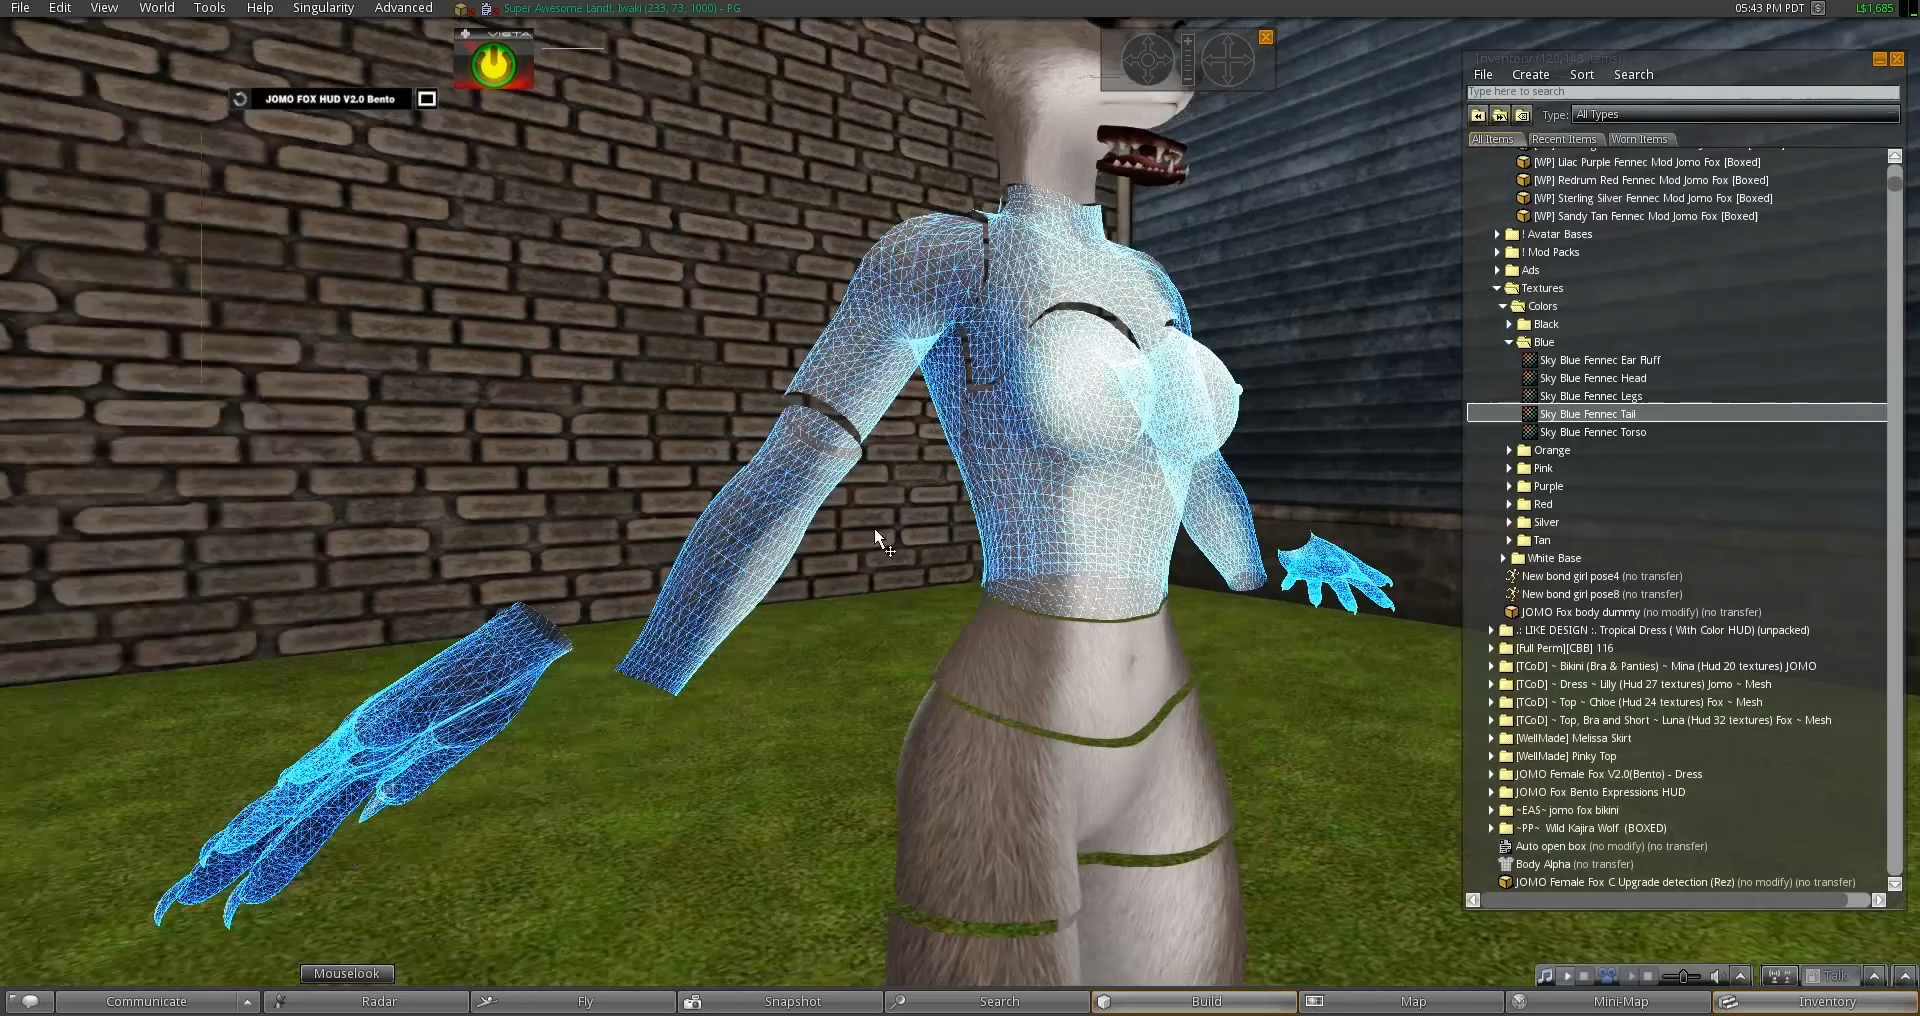 File Edit View World Tools Help Singularity Advanced
Super Awesome Land!, Iwaki (233, 73, 1000) - PG
05:43 PM PDT
L$1,685
VISTA
JOMO FOX HUD V2.0 Bento
Inventory (120,146 items)
File Create Sort Search
Type here to search
Type: All Types
All Items Recent Items Worn Items
[WP] Lilac Purple Fennec Mod Jomo Fox [Boxed]
[WP] Redrum Red Fennec Mod Jomo Fox [Boxed]
[WP] Sterling Silver Fennec Mod Jomo Fox [Boxed]
[WP] Sandy Tan Fennec Mod Jomo Fox [Boxed]
! Avatar Bases
! Mod Packs
Ads
Textures
Colors
Black
Blue
Sky Blue Fennec Ear Fluff
Sky Blue Fennec Head
Sky Blue Fennec Legs
Sky Blue Fennec Tail
Sky Blue Fennec Torso
Orange
Pink
Purple
Red
Silver
Tan
White Base
New bond girl pose4 (no transfer)
New bond girl pose8 (no transfer)
JOMO Fox body dummy (no modify) (no transfer)
.: LIKE DESIGN :. Tropical Dress ( With Color HUD) (unpacked)
[Full Perm][CBB] 116
[TCoD] ~ Bikini (Bra & Panties) ~ Mina (Hud 20 textures) JOMO
[TCoD] ~ Dress ~ Lilly (Hud 27 textures) Jomo ~ Mesh
[TCoD] ~ Top ~ Chloe (Hud 24 textures) Fox ~ Mesh
[TCoD] ~ Top, Bra and Short ~ Luna (Hud 32 textures) Fox ~ Mesh
[WellMade] Melissa Skirt
[WellMade] Pinky Top
JOMO Female Fox V2.0(Bento) - Dress
JOMO Fox Bento Expressions HUD
~EAS~ jomo fox bikini
~PP~ Wild Kajira Wolf (BOXED)
Auto open box (no modify) (no transfer)
Body Alpha (no transfer)
JOMO Female Fox C Upgrade detection (Rez) (no modify) (no transfer)
Mouselook
Talk
Communicate Radar Fly Snapshot Search Build Map Mini-Map Inventory